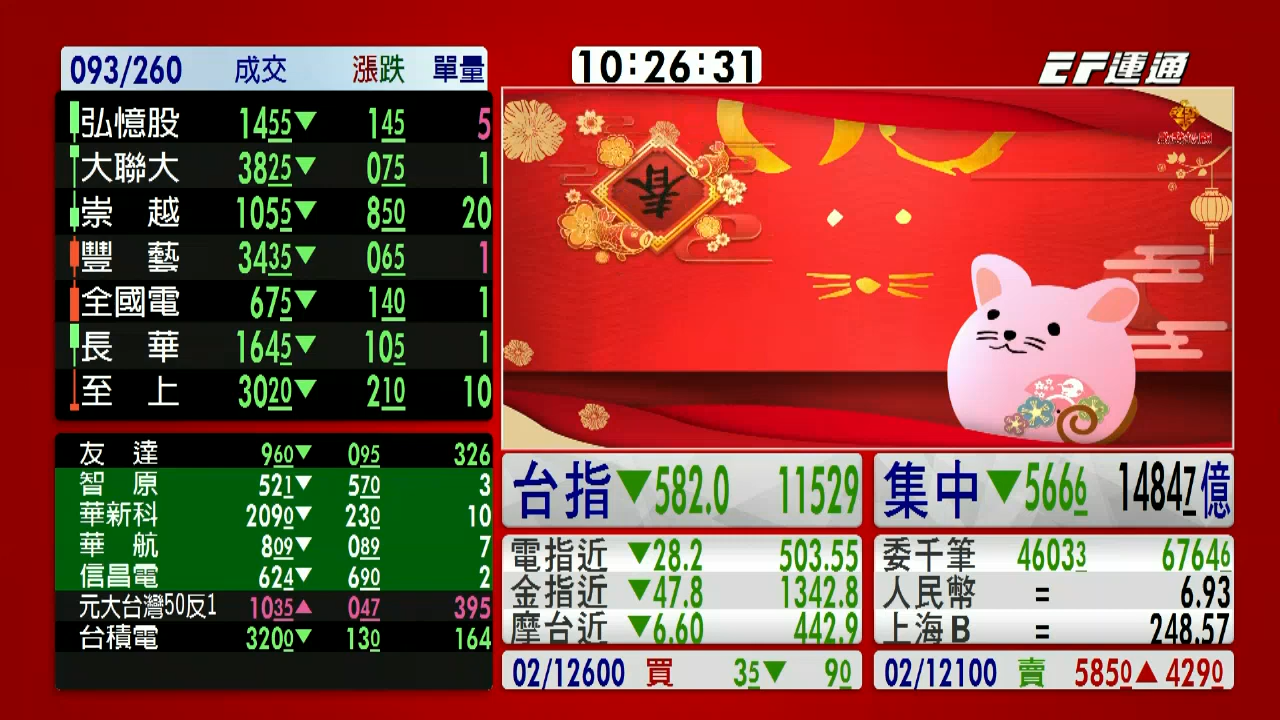 093/260 成交 漲跌 單量
弘憶股 1455▼ 145 5
大聯大 3825▼ 075 1
崇越 1055▼ 850 20
豐藝 3435▼ 065 1
全國電 675▼ 140 1
長華 1645▼ 105 1
至上 3020▼ 210 10
友達 960▼ 095 326
智原 521▼ 570 3
華新科 2090▼ 230 10
華航 809▼ 089 7
信昌電 624▼ 690 2
元大台灣50反1 1035▲ 047 395
台積電 3200▼ 130 164
10:26:31
EF運通
春
台指▼582.0 11529
電指近 ▼28.2 503.55
金指近 ▼47.8 1342.8
摩台近 ▼6.60 442.9
02/12600 買 35▼ 90
集中▼5666 14847億
委千筆 46033 67646
人民幣 = 6.93
上海B = 248.57
02/12100 賣 5850▲4290